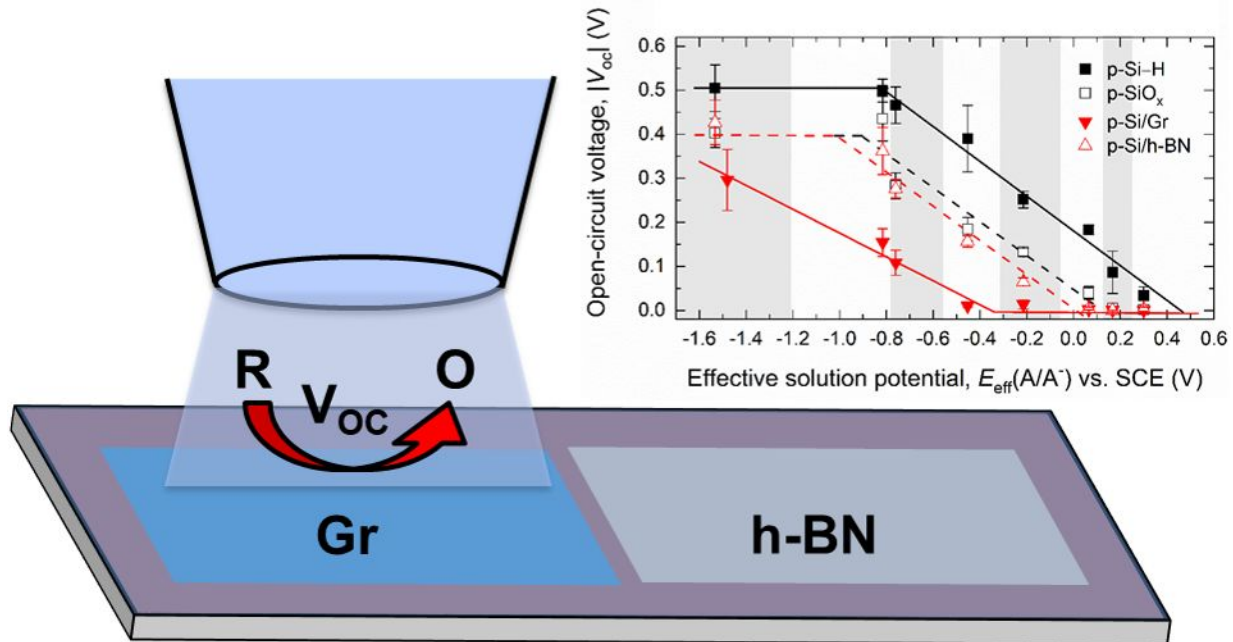 Open-circuit voltage, |Voc| (V)
0.6
0.5
0.4
0.3
0.2
0.1
0.0
p-Si–H
p-SiOx
p-Si/Gr
p-Si/h-BN
-1.6 -1.4 -1.2 -1.0 -0.8 -0.6 -0.4 -0.2 0.0 0.2 0.4 0.6
Effective solution potential, Eeff(A/A-) vs. SCE (V)
R O
VOC
Gr h-BN